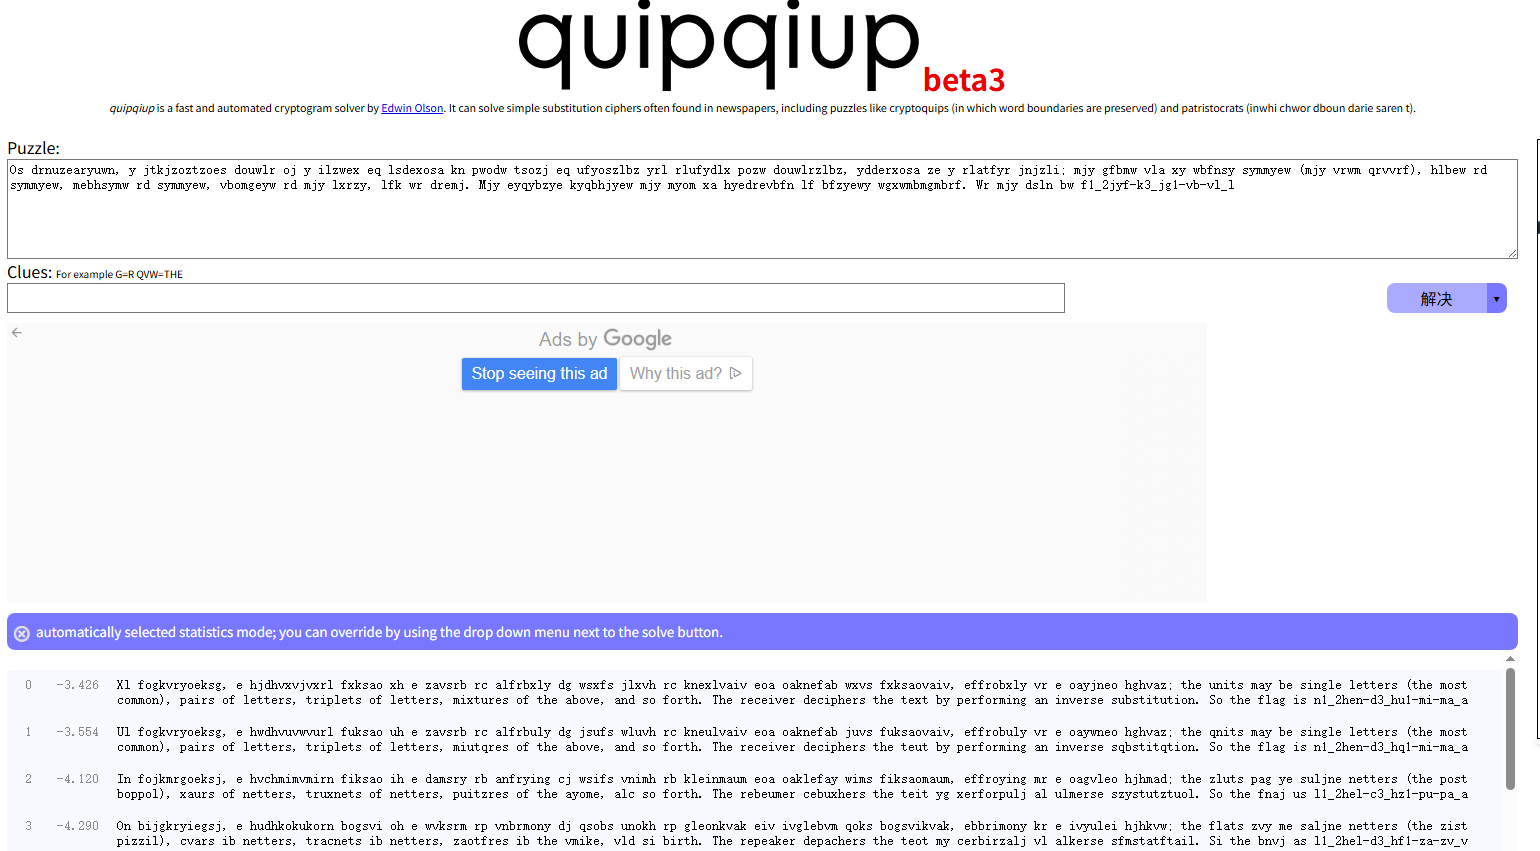 quipqiup beta3
quipqiup is a fast and automated cryptogram solver by Edwin Olson. It can solve simple substitution ciphers often found in newspapers, including puzzles like cryptoquips (in which word boundaries are preserved) and patristocrats (inwhi chwor dboun darie saren t).
Puzzle:
Os drnuzearyuwn, y jtkjzoztzoes douwlr oj y ilzwex eq lsdexosa kn pwodw tsozj eq ufyoszlbz yrl rlufydlx pozw douwlrzlbz, ydderxosa ze y rlatfyr jnjzli; mjy gfbmw vla xy wbfnsy symmyew (mjy vrwm qrvvrf), hlbew rd
symmyew, mebhsymw rd symmyew, vbomgeyw rd mjy lxrzy, lfk wr dremj. Mjy eyqybzye kyqbhjyew mjy myom xa hyedrevbfn lf bfzyewy wgxwmbmgmbrf. Wr mjy dsln bw f1_2jyf-k3_jg1-vb-vl_l
Clues: For example G=R QVW=THE
解决
Ads by Google
Stop seeing this ad
Why this ad?
automatically selected statistics mode; you can override by using the drop down menu next to the solve button.
0 -3.426 Xl fogkvryoeksg, e hjdhvxvjvxrl fxksao xh e zavsrb rc alfrbxly dg wsxfs jlxvh rc knexlvaiv eoa oaknefab wxvs fxksaovaiv, effrobxly vr e oayjneo hghvaz; the units may be single letters (the most
common), pairs of letters, triplets of letters, mixtures of the above, and so forth. The receiver deciphers the text by performing an inverse substitution. So the flag is n1_2hen-d3_hu1-mi-ma_a
1 -3.554 Ul fogkvryoeksg, e hwdhvuvwvurl fuksao uh e zavsrb rc alfrbuly dg jsufs wluvh rc kneulvaiv eoa oaknefab juvs fuksaovaiv, effrobuly vr e oaywneo hghvaz; the qnits may be single letters (the most
common), pairs of letters, triplets of letters, miutqres of the above, and so forth. The receiver deciphers the teut by performing an inverse sqbstitqtion. So the flag is n1_2hen-d3_hq1-mi-ma_a
2 -4.120 In fojkmrgoeksj, e hvchmimvmirn fiksao ih e damsry rb anfrying cj wsifs vnimh rb kleinmaum eoa oaklefay wims fiksaomaum, effroying mr e oagvleo hjhmad; the zluts pag ye suljne netters (the post
boppol), xaurs of netters, truxnets of netters, puitzres of the ayome, alc so forth. The rebeumer cebuxhers the teit yg xerforpulj al ulmerse szystutztuol. So the fnaj us l1_2hel-c3_hz1-pu-pa_a
3 -4.290 On bijgkryiegsj, e hudhkokukorn bogsvi oh e wvksrm rp vnbrmony dj qsobs unokh rp gleonkvak eiv ivglebvm qoks bogsvikvak, ebbrimony kr e ivyulei hjhkvw; the flats zvy me saljne netters (the zist
pizzil), cvars ib netters, tracnets ib netters, zaotfres ib the vmike, vld si birth. The repeaker depachers the teot my cerbirzalj vl alkerse sfmstatftail. Si the bnvj as l1_2hel-d3_hf1-za-zv_v